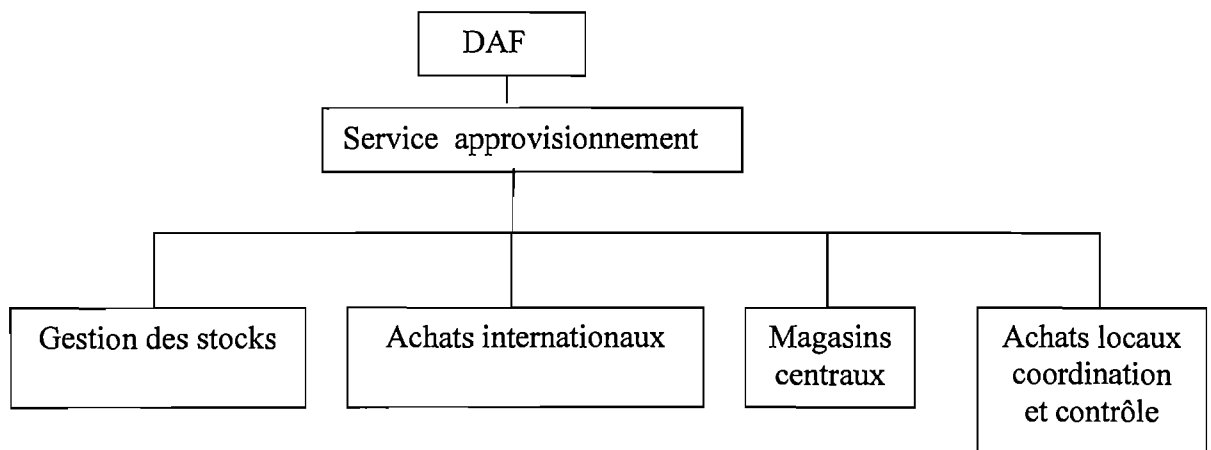 DAF
Service approvisionnement
Gestion des stocks
Achats internationaux
Magasins
centraux
Achats locaux
coordination
et contrôle